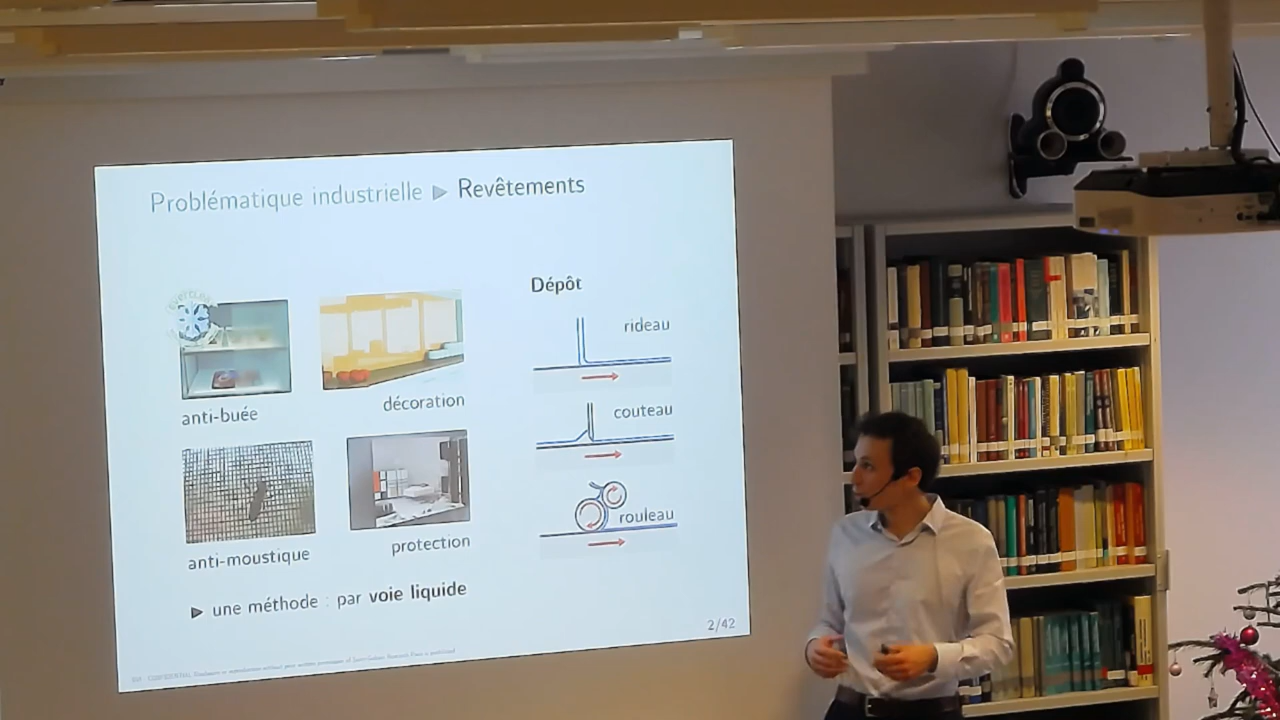 Problématique industrielle ▶ Revêtements
Dépôt
rideau
anti-buée
décoration
couteau
rouleau
anti-moustique
protection
▶ une méthode : par voie liquide
2/42